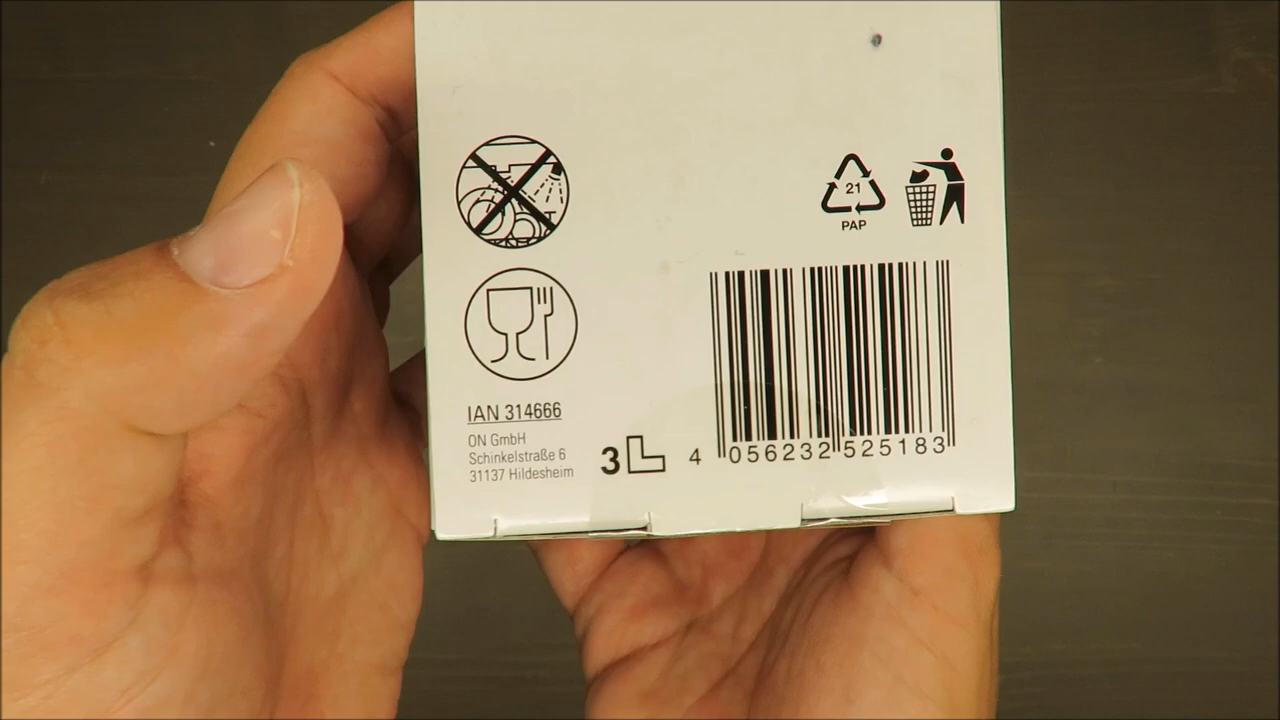 21
PAP
IAN 314666
ON GmbH
Schinkelstraße 6
31137 Hildesheim
3
4 056232 525183